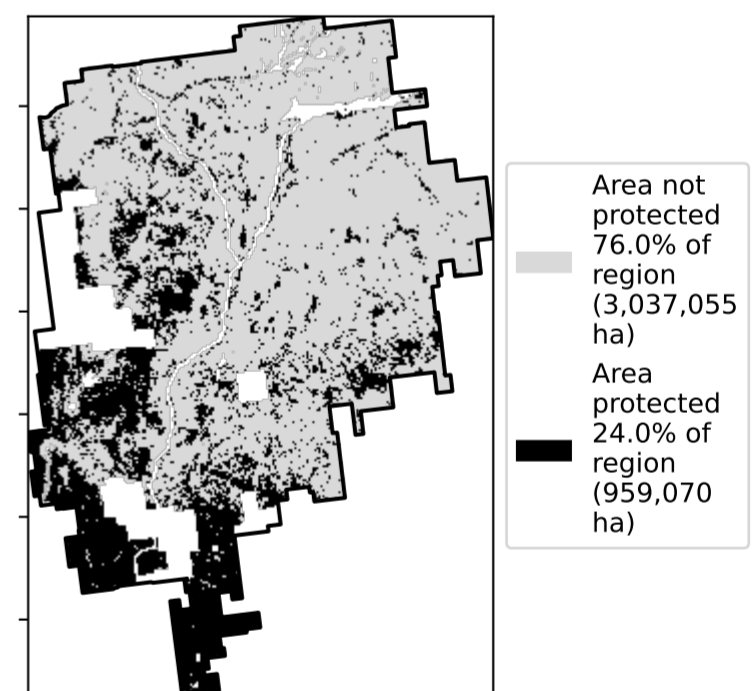 Area not
protected
76.0% of
region
(3,037,055
ha)
Area
protected
24.0% of
region
(959,070
ha)